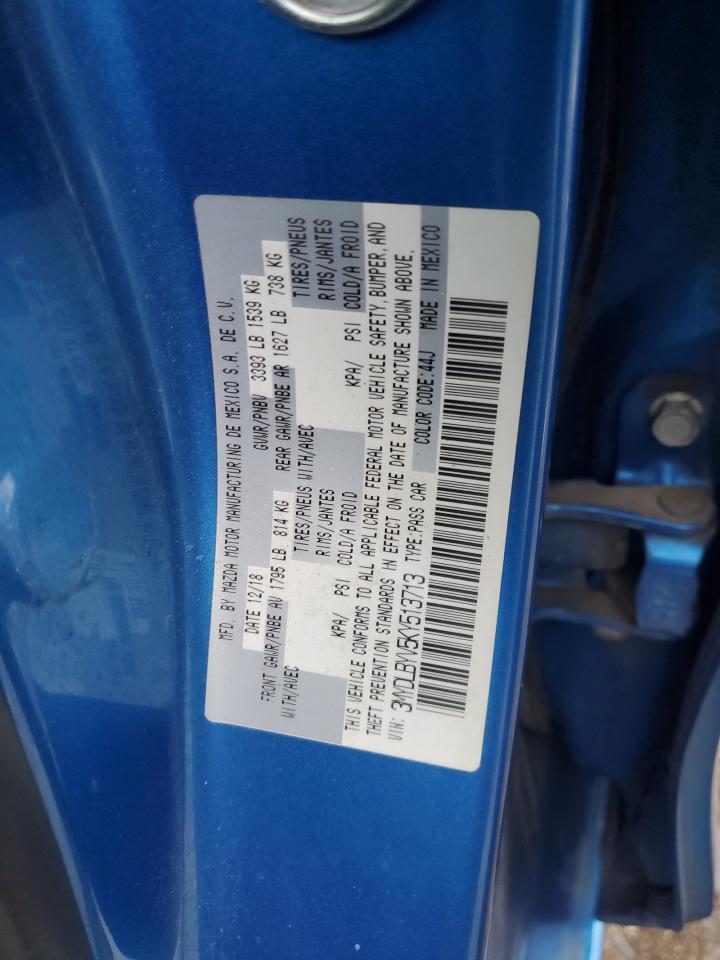 MFD. BY MAZDA MOTOR MANUFACTURING DE MEXICO S.A. DE C.V.
DATE 12/18 GVWR/PNBV 3393 LB 1539 KG
FRONT GAWR/PNBE AV 1795 LB 814 KG REAR GAWR/PNBE AR 1627 LB 738 KG
WITH/AVEC TIRES/PNEUS WITH/AVEC TIRES/PNEUS
RIMS/JANTES RIMS/JANTES
KPA/ PSI COLD/A FROID KPA/ PSI COLD/A FROID
THIS VEHICLE CONFORMS TO ALL APPLICABLE FEDERAL MOTOR VEHICLE SAFETY, BUMPER, AND
THEFT PREVENTION STANDARDS IN EFFECT ON THE DATE OF MANUFACTURE SHOWN ABOVE.
VIN: 3MYDLBYV5KY513713 TYPE:PASS CAR COLOR CODE:44J MADE IN MEXICO